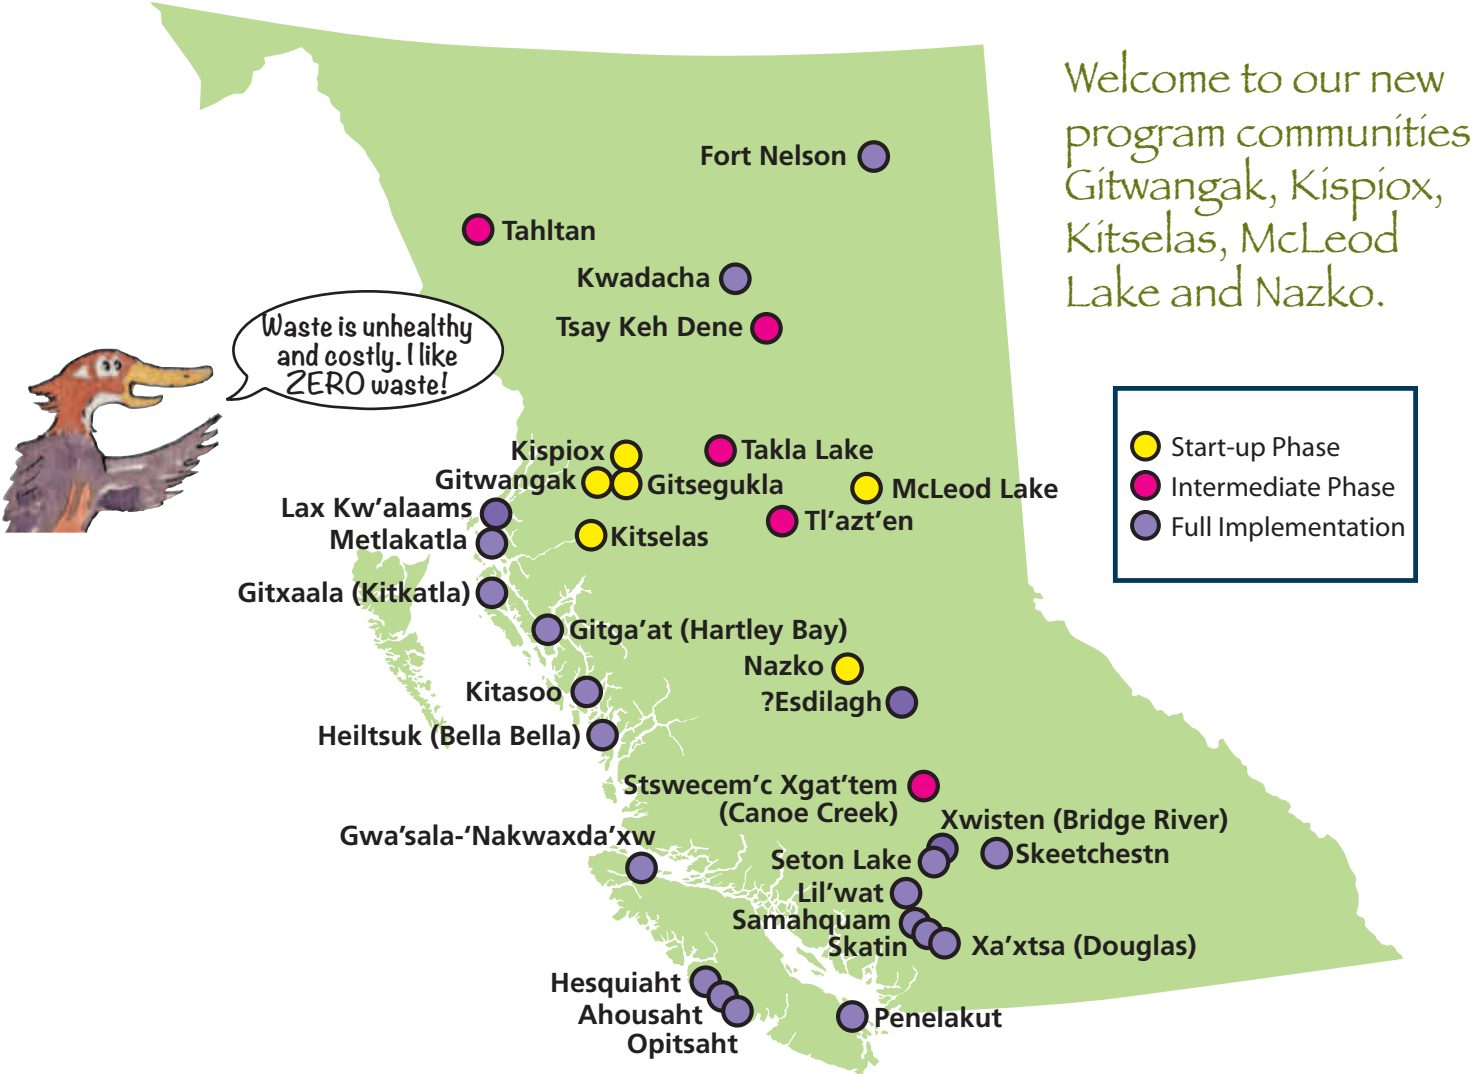 Welcome to our new
program communities
Gitwangak, Kispiox,
Kitselas, McLeod
Lake and Nazko.
Fort Nelson
Tahltan
Kwadacha
Tsay Keh Dene
Waste is unhealthy
and costly. I like
ZERO waste!
Start-up Phase
Intermediate Phase
Full Implementation
Kispiox
Takla Lake
Gitwangak
Gitsegukla
McLeod Lake
Lax Kw'alaams
Tl'azt'en
Metlakatla
Kitselas
Gitxaala (Kitkatla)
Gitga'at (Hartley Bay)
Nazko
Kitasoo
?Esdilagh
Heiltsuk (Bella Bella)
Stswecem'c Xgat'tem
(Canoe Creek)
Xwisten (Bridge River)
Gwa'sala-'Nakwaxda'xw
Seton Lake
Skeetchestn
Lil'wat
Samahquam
Skatin
Xa'xtsa (Douglas)
Hesquiaht
Ahousaht
Penelakut
Opitsaht